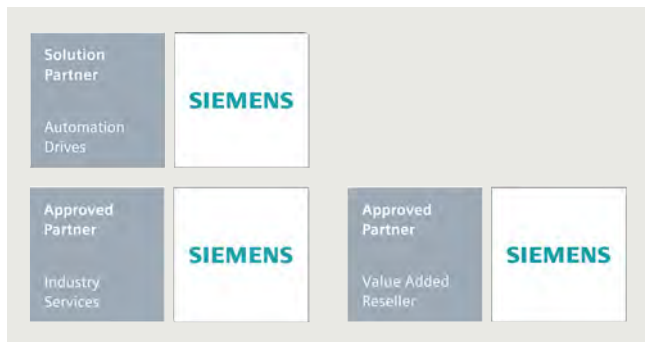 Solution
Partner
Automation
Drives
SIEMENS
Approved
Partner
Industry
Services
SIEMENS
Approved
Partner
Value Added
Reseller
SIEMENS